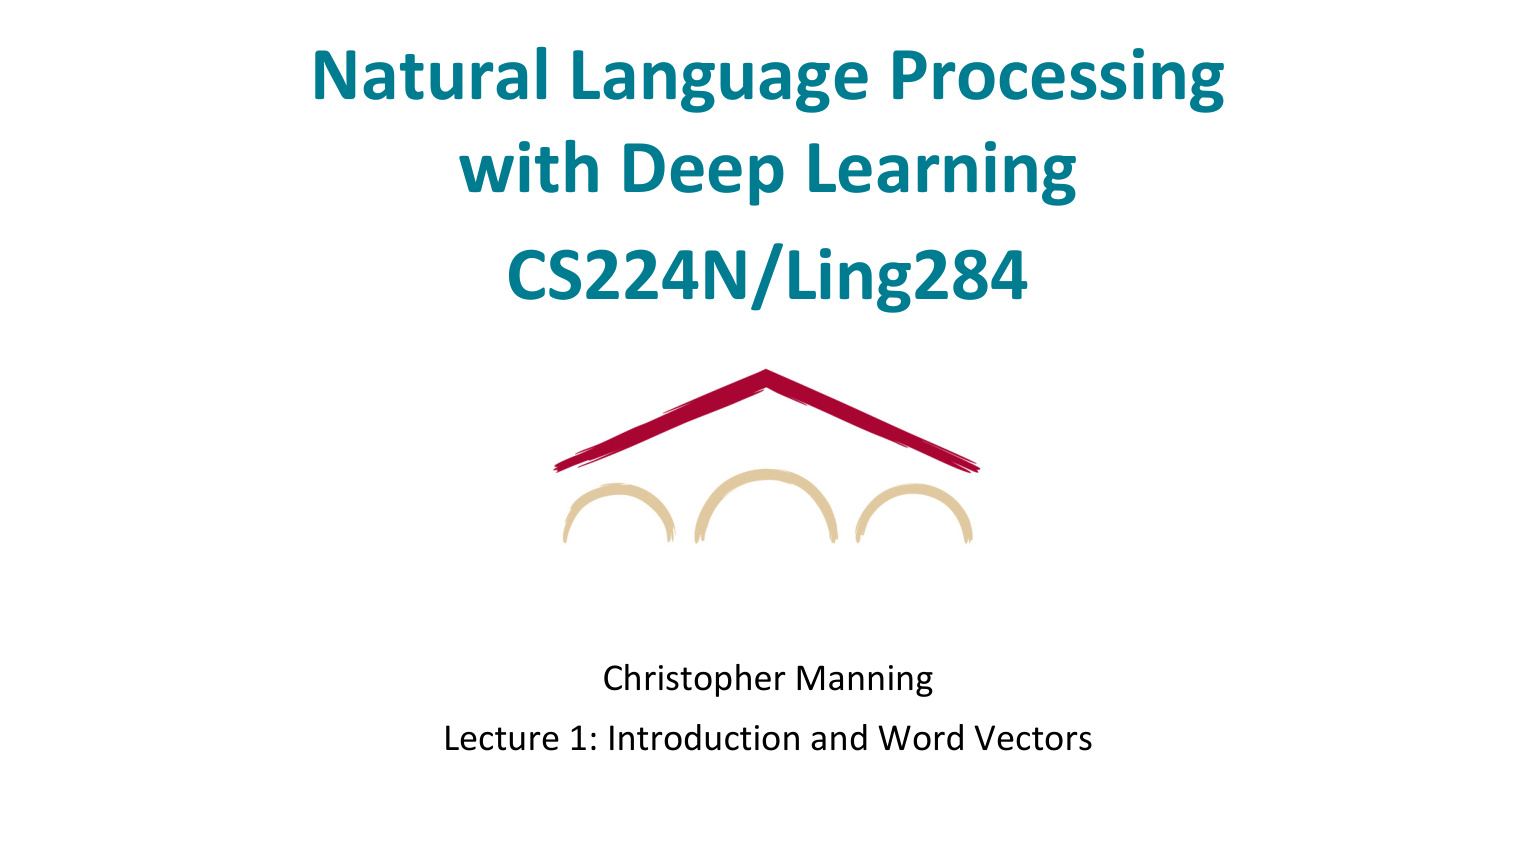 Natural Language Processing
with Deep Learning
CS224N/Ling284
Christopher Manning
Lecture 1: Introduction and Word Vectors